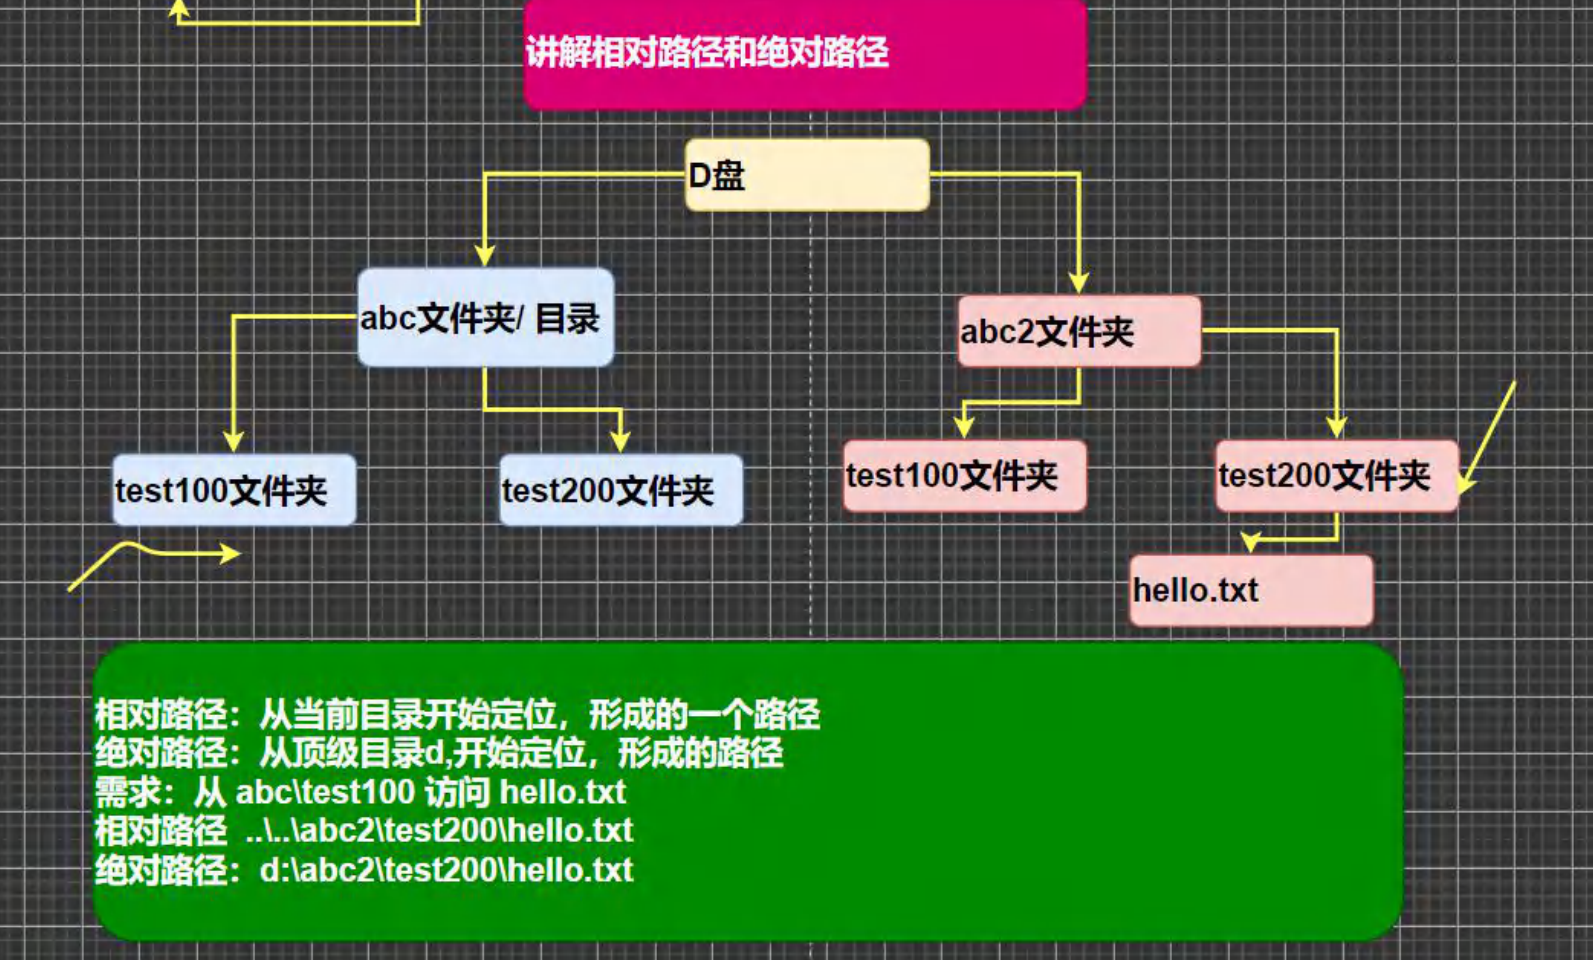 讲解相对路径和绝对路径
D盘
abc文件夹/ 目录
abc2文件夹
test100文件夹
test200文件夹
test100文件夹
test200文件夹
hello.txt
相对路径：从当前目录开始定位，形成的一个路径
绝对路径：从顶级目录d,开始定位，形成的路径
需求：从 abc\test100 访问 hello.txt
相对路径 ..\..\abc2\test200\hello.txt
绝对路径：d:\abc2\test200\hello.txt